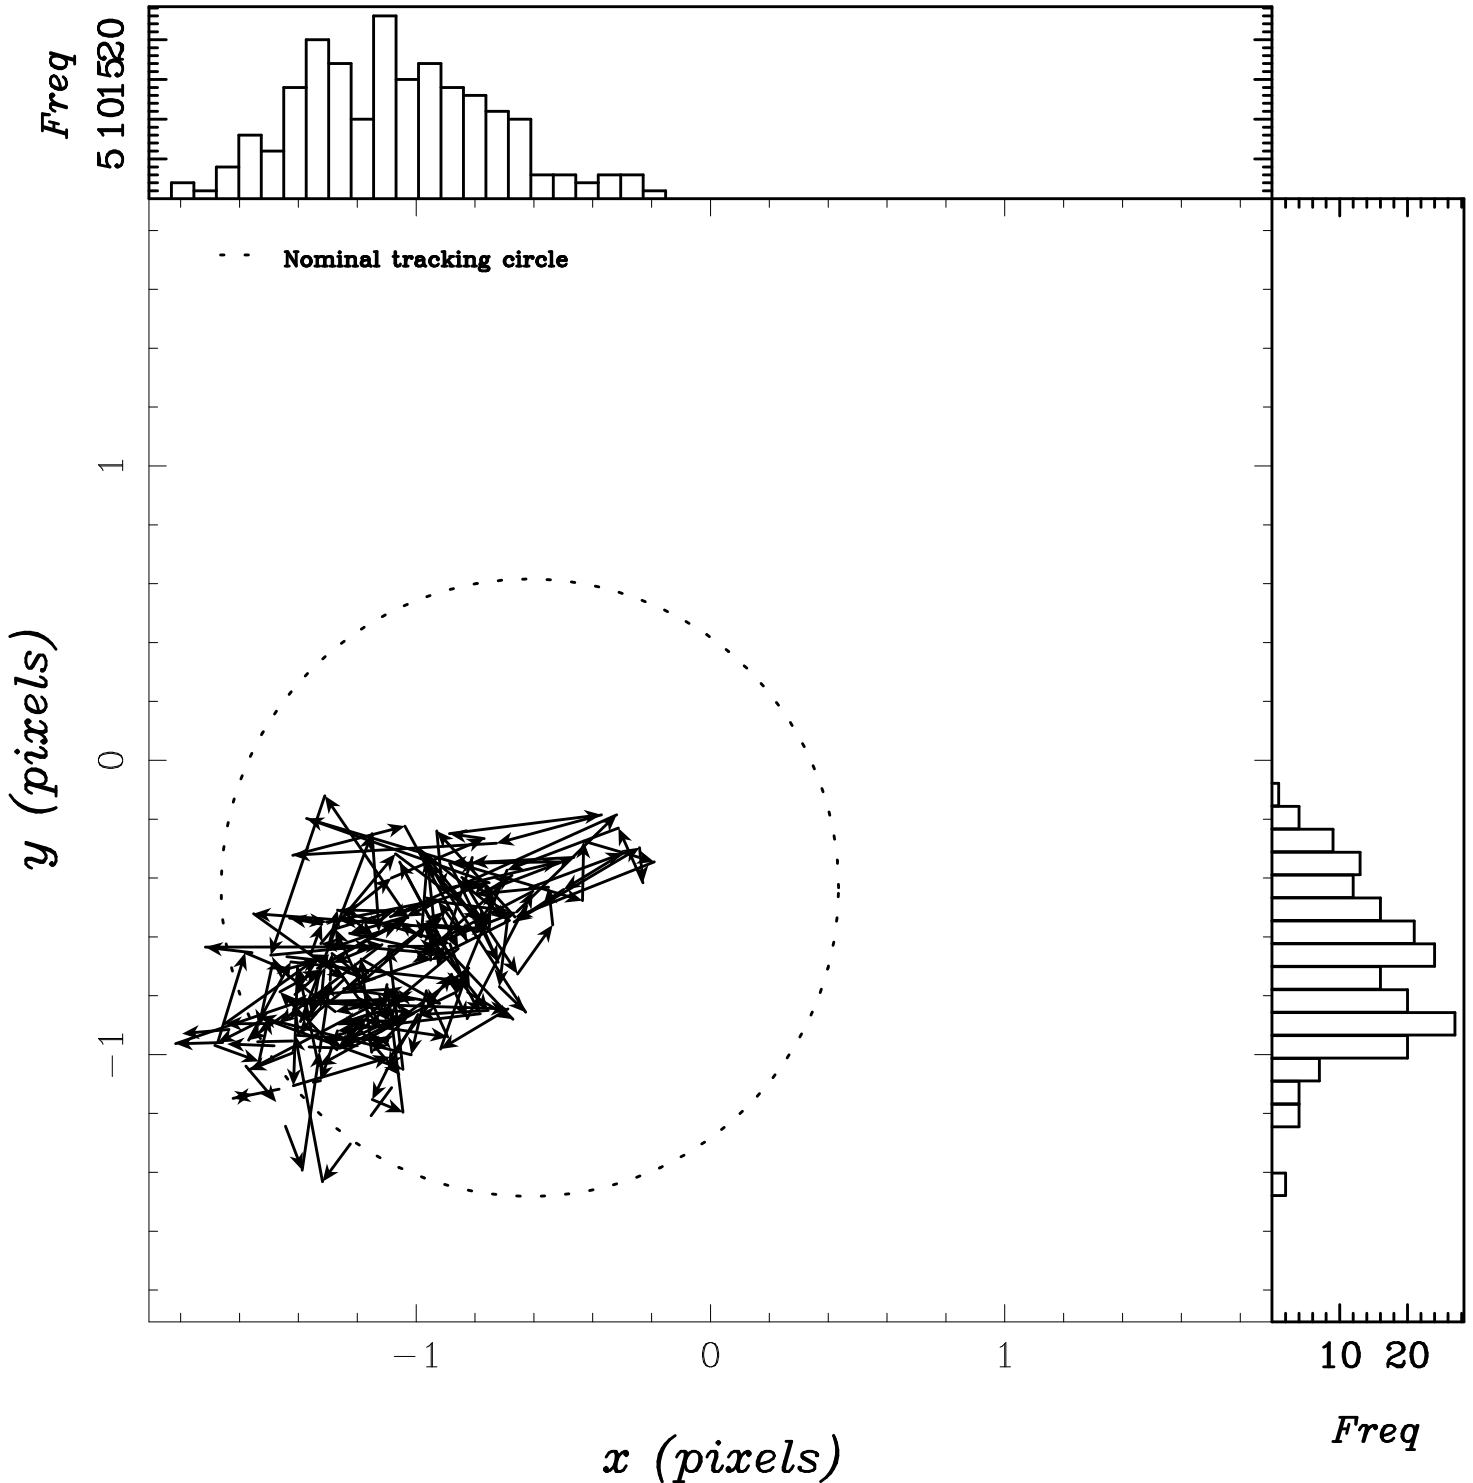 Freq
5 10 15 20
Nominal tracking circle
y (pixels)
1
0
−1
−1 0 1
10 20
x (pixels)
Freq